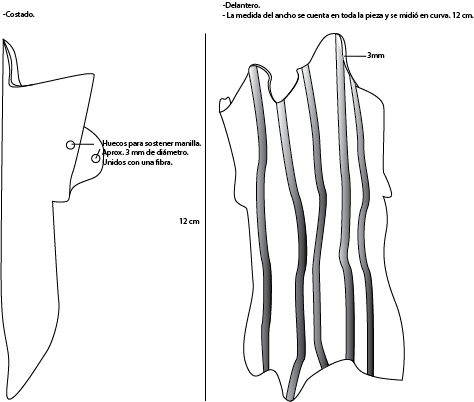 -Costado.
-Delantero.
- La medida del ancho se cuenta en toda la pieza y se midió en curva. 12 cm.
3mm
Huecos para sostener manilla.
Aprox. 3 mm de diámetro.
Unidos con una fibra.
12 cm